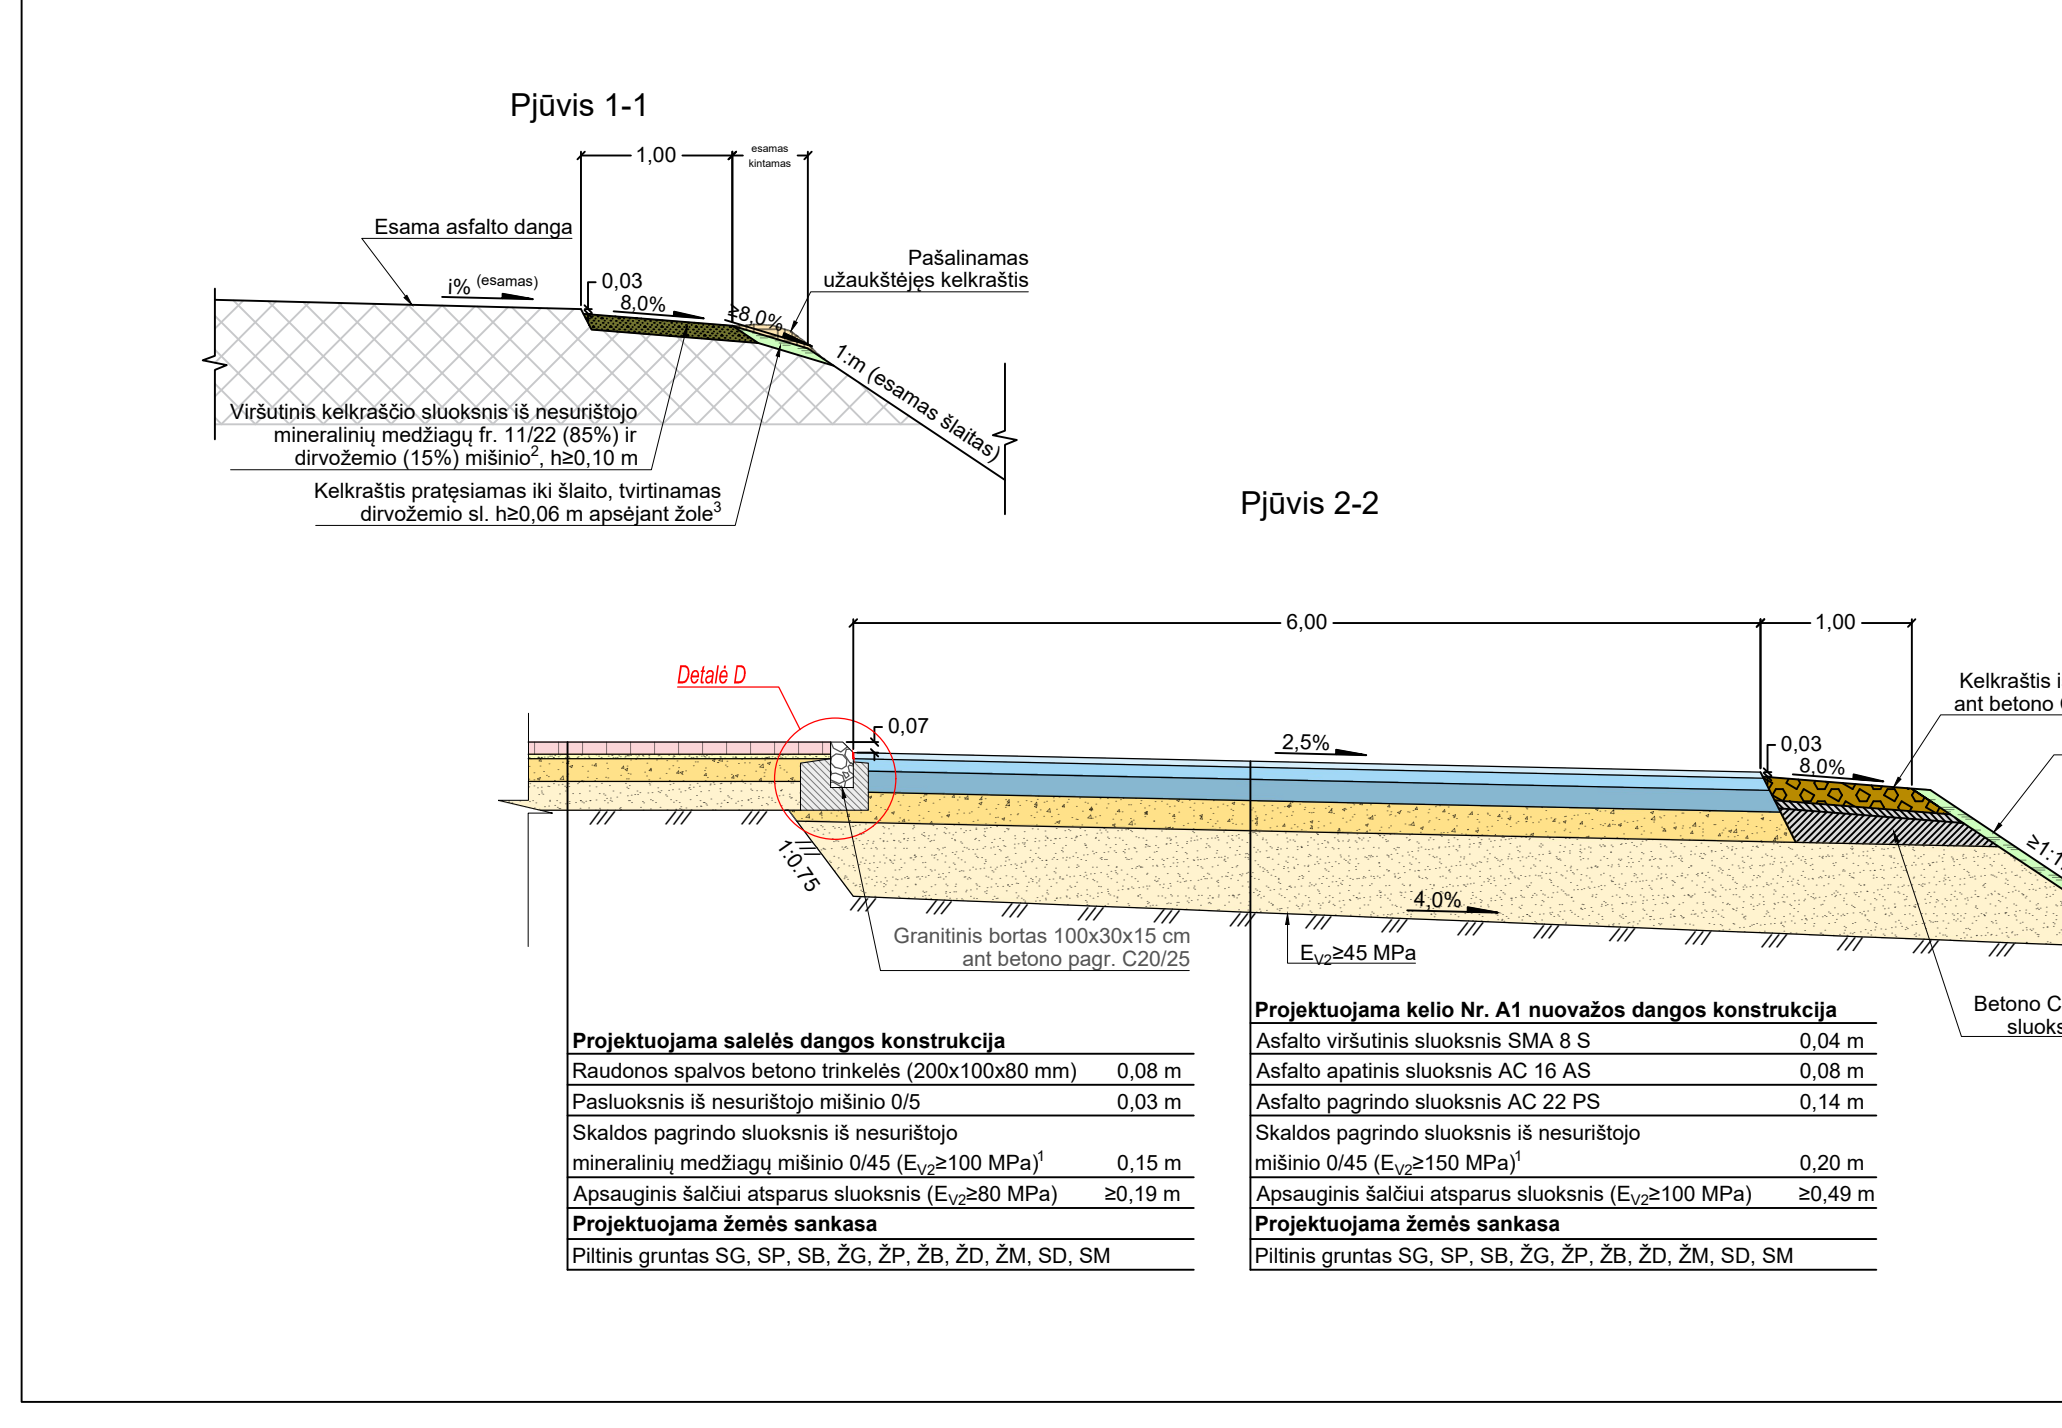 Pjūvis 1-1
1,00
esamas
kintamas
Esama asfalto danga
Pašalinamas
užaukštėjęs kelkraštis
i% (esamas)
0,03
8,0%
≥8,0%
1:m (esamas šlaitas)
Viršutinis kelkraščio sluoksnis iš nesurištojo
mineralinių medžiagų fr. 11/22 (85%) ir
dirvožemio (15%) mišinio², h≥0,10 m
Kelkraštis pratęsiamas iki šlaito, tvirtinamas
dirvožemio sl. h≥0,06 m apsėjant žole³
Pjūvis 2-2
6,00
1,00
Detalė D
0,07
2,5%
0,03
8,0%
Kelkraštis i
ant betono
≥1:1
1:0.75
4,0%
Granitinis bortas 100x30x15 cm
ant betono pagr. C20/25
EV2≥45 MPa
Betono C
sluoks
Projektuojama salelės dangos konstrukcija
Raudonos spalvos betono trinkelės (200x100x80 mm) 0,08 m
Pasluoksnis iš nesurištojo mišinio 0/5 0,03 m
Skaldos pagrindo sluoksnis iš nesurištojo
mineralinių medžiagų mišinio 0/45 (EV2≥100 MPa)¹ 0,15 m
Apsauginis šalčiui atsparus sluoksnis (EV2≥80 MPa) ≥0,19 m
Projektuojama žemės sankasa
Piltinis gruntas SG, SP, SB, ŽG, ŽP, ŽB, ŽD, ŽM, SD, SM
Projektuojama kelio Nr. A1 nuovažos dangos konstrukcija
Asfalto viršutinis sluoksnis SMA 8 S 0,04 m
Asfalto apatinis sluoksnis AC 16 AS 0,08 m
Asfalto pagrindo sluoksnis AC 22 PS 0,14 m
Skaldos pagrindo sluoksnis iš nesurištojo
mišinio 0/45 (EV2≥150 MPa)¹ 0,20 m
Apsauginis šalčiui atsparus sluoksnis (EV2≥100 MPa) ≥0,49 m
Projektuojama žemės sankasa
Piltinis gruntas SG, SP, SB, ŽG, ŽP, ŽB, ŽD, ŽM, SD, SM